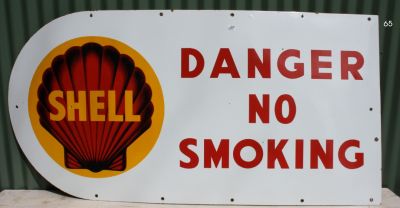 SHELL
DANGER
NO
SMOKING
65